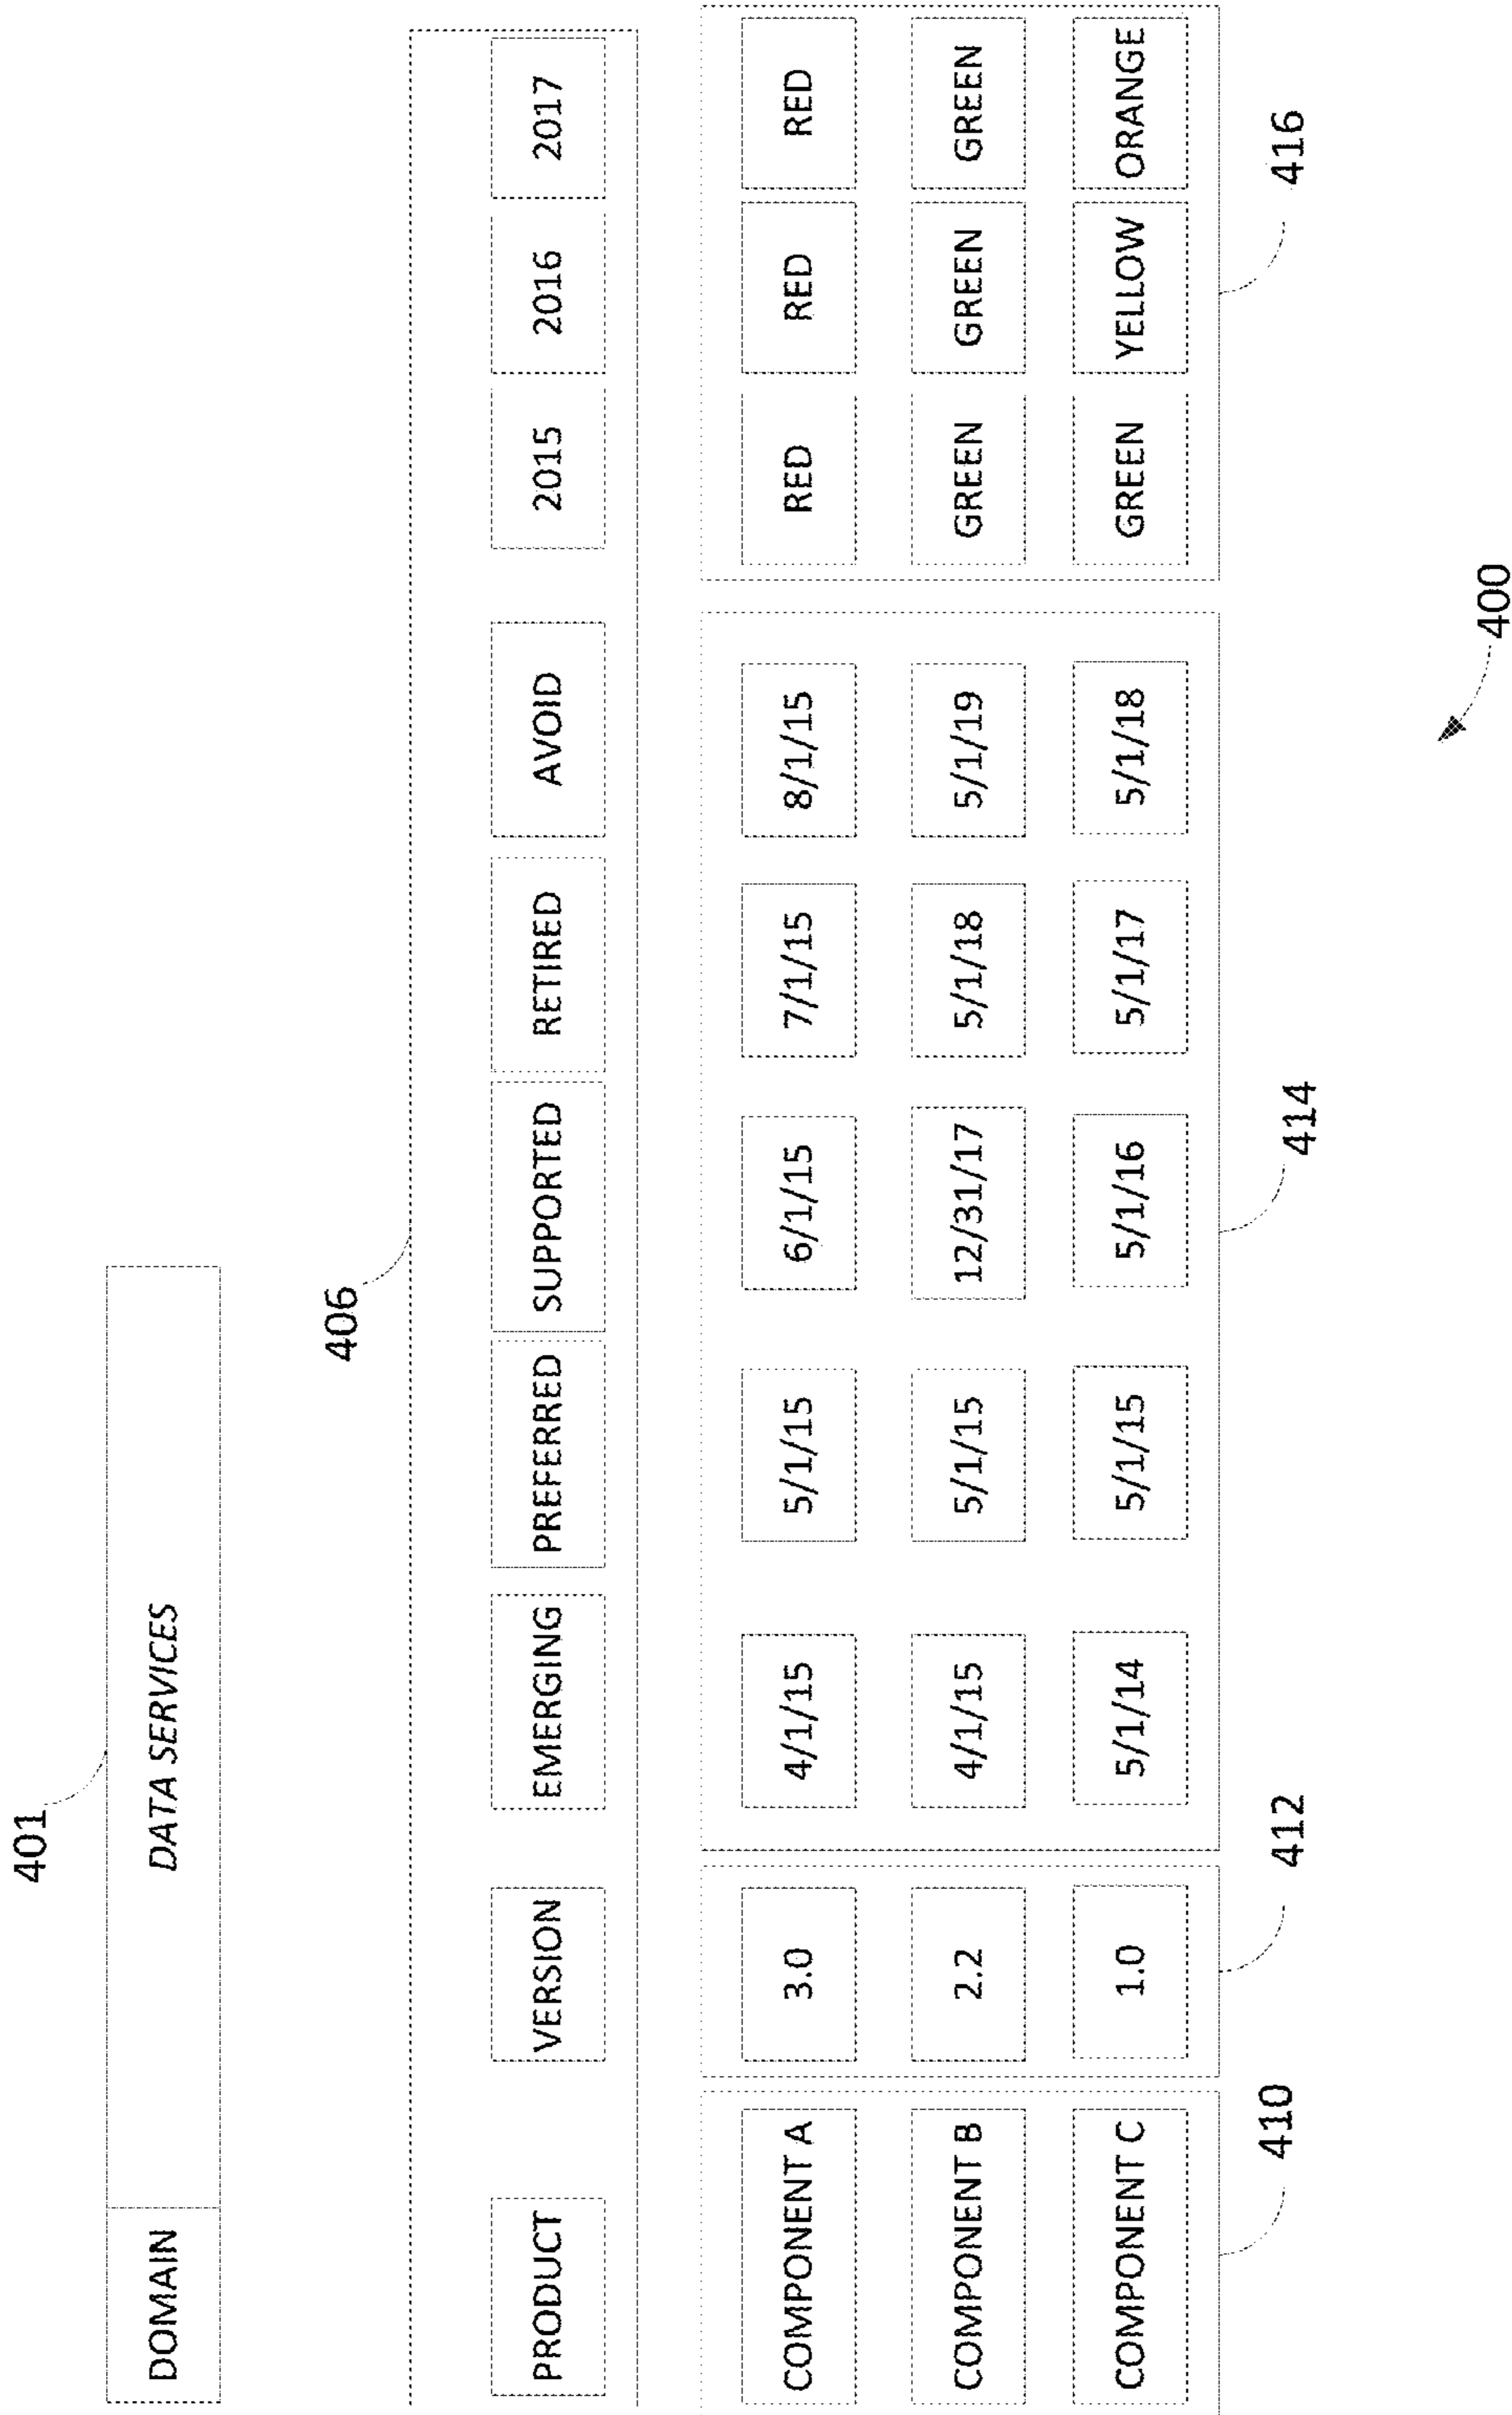 401
DOMAIN DATA SERVICES
406
PRODUCT VERSION EMERGING PREFERRED SUPPORTED RETIRED AVOID 2015 2016 2017
COMPONENT A 3.0 4/1/15 5/1/15 6/1/15 7/1/15 8/1/15 RED RED RED
COMPONENT B 2.2 4/1/15 5/1/15 12/31/17 5/1/18 5/1/19 GREEN GREEN GREEN
COMPONENT C 1.0 5/1/14 5/1/15 5/1/16 5/1/17 5/1/18 GREEN YELLOW ORANGE
410 412 414 416
400